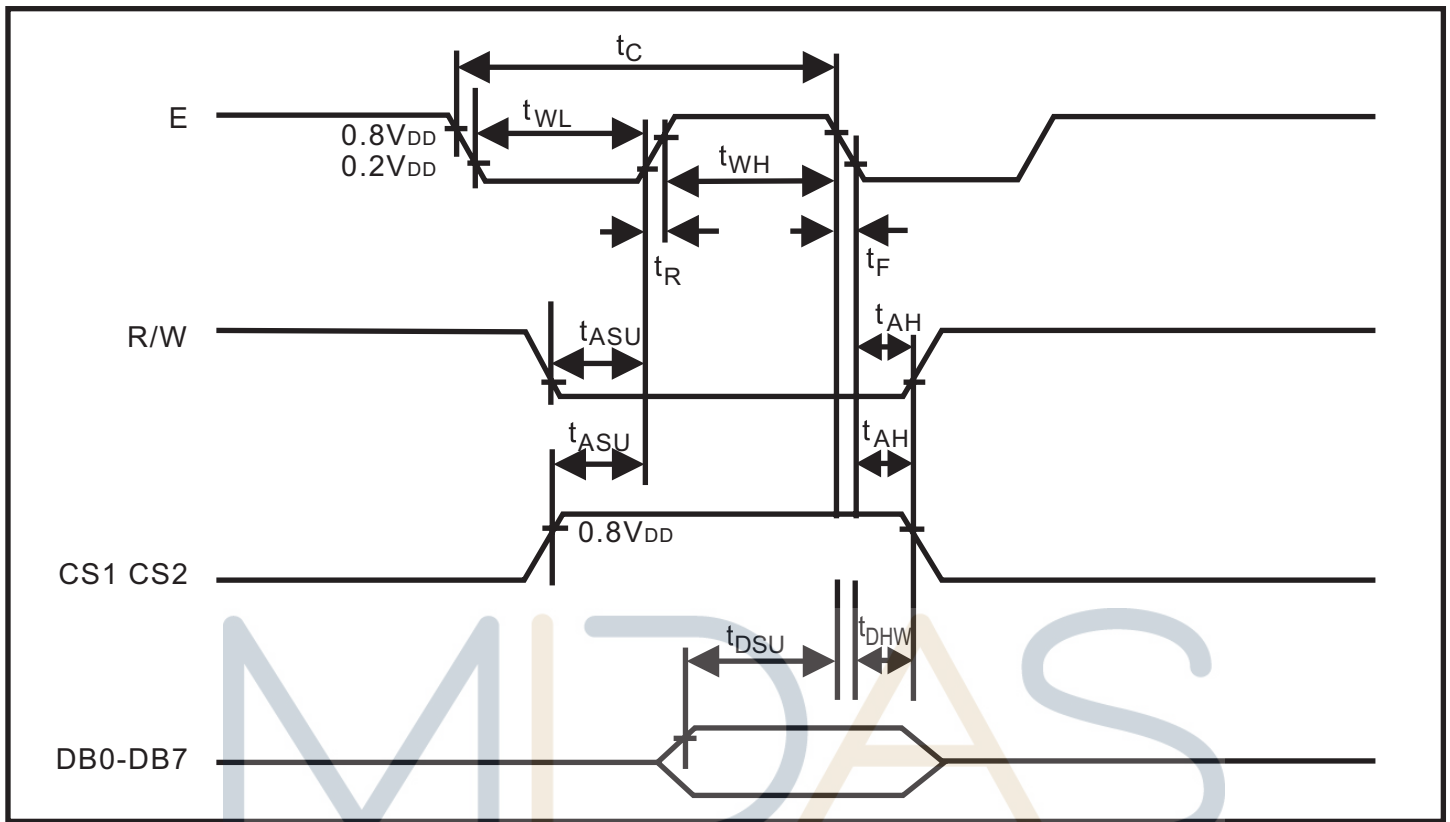 tC
E
tWL
0.8VDD
0.2VDD
tWH
tR
tF
R/W
tASU
tAH
tASU
tAH
0.8VDD
CS1 CS2
tDSU
tDHW
DB0-DB7
MIDAS